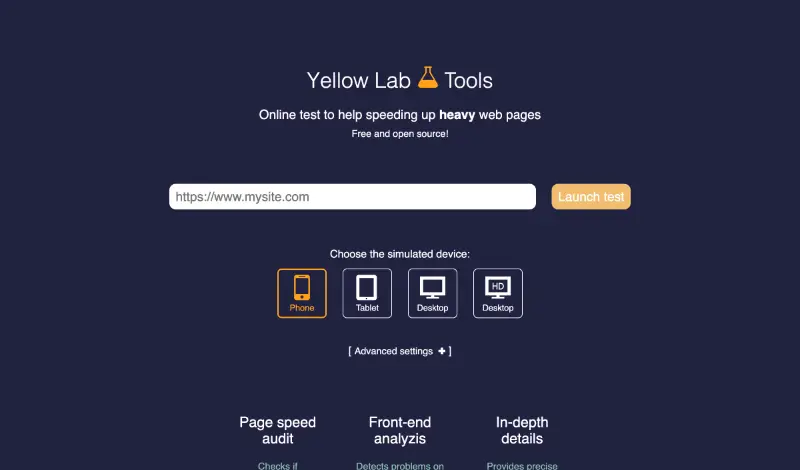 Yellow Lab Tools
Online test to help speeding up heavy web pages
Free and open source!
https://www.mysite.com
Launch test
Choose the simulated device:
Phone
Tablet
Desktop
HD
Desktop
[ Advanced settings + ]
Page speed
audit
Front-end
analyzis
In-depth
details
Checks if
Detects problems on
Provides precise